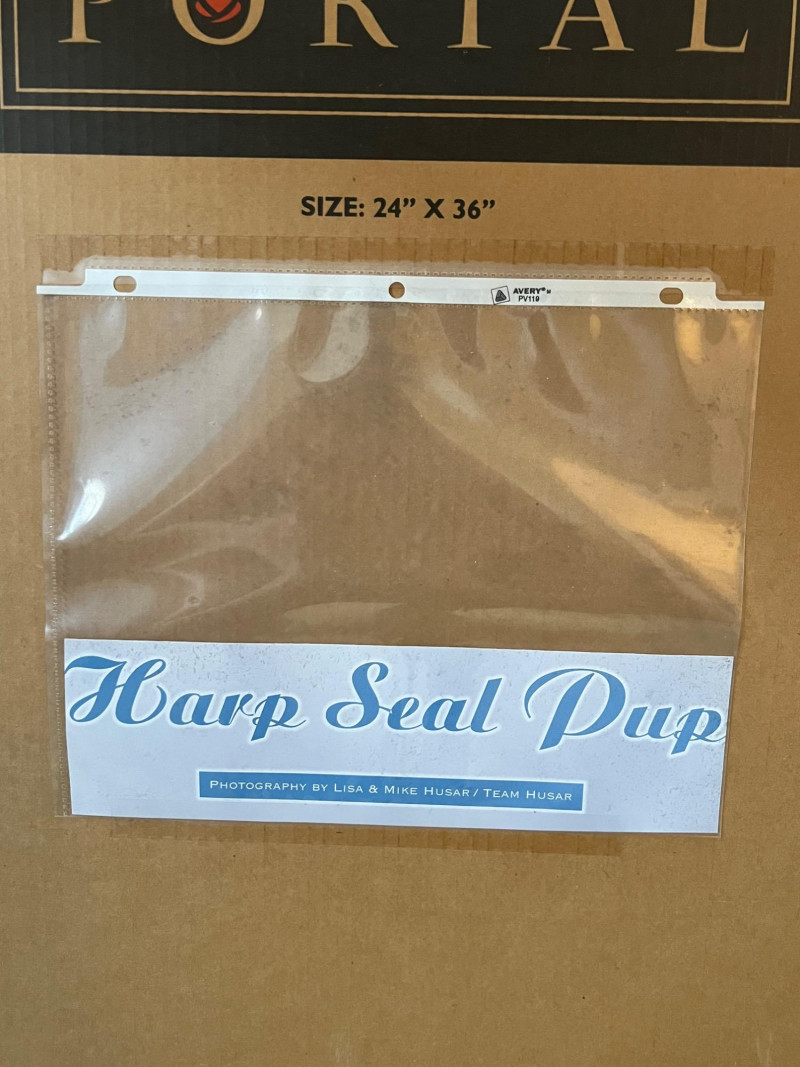 PORTAL
SIZE: 24” X 36”
AVERY®
PV119
Harp Seal Pup
PHOTOGRAPHY BY LISA & MIKE HUSAR / TEAM HUSAR